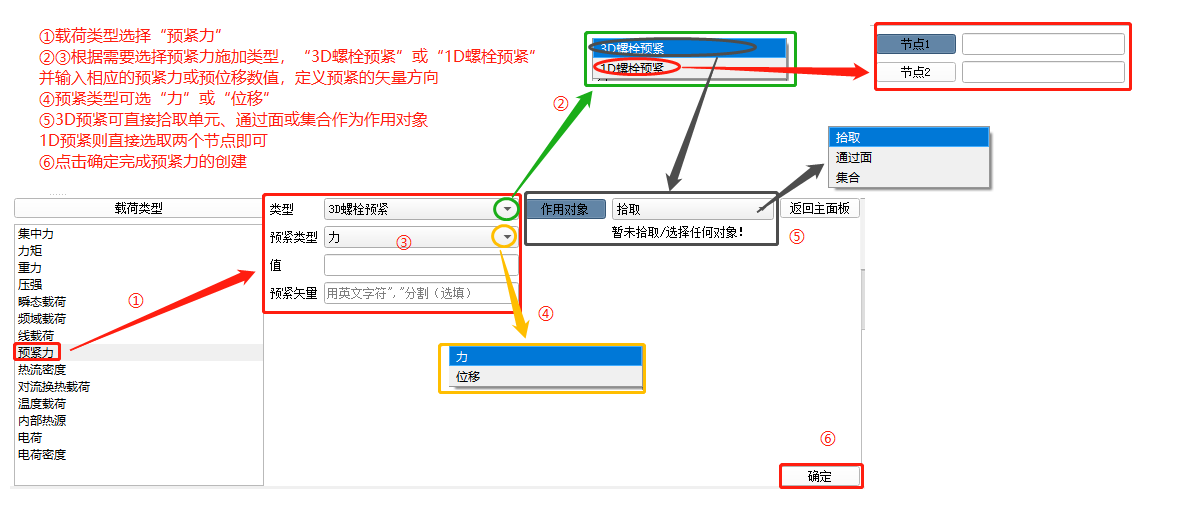 ①载荷类型选择“预紧力”
②③根据需要选择预紧力施加类型，“3D螺栓预紧”或“1D螺栓预紧”
并输入相应的预紧力或预位移数值，定义预紧的矢量方向
④预紧类型可选“力”或“位移”
⑤3D预紧可直接拾取单元、通过面或集合作为作用对象
1D预紧则直接选取两个节点即可
⑥点击确定完成预紧力的创建
3D螺栓预紧
1D螺栓预紧
节点1
节点2
②
拾取
通过面
集合
载荷类型
集中力
力矩
重力
压强
瞬态载荷
频域载荷
线载荷
预紧力
热流密度
对流换热载荷
温度载荷
内部热源
电荷
电荷密度
①
类型 3D螺栓预紧
预紧类型 力
③
值
预紧矢量 用英文字符”,”分割（选填）
作用对象 拾取
暂未拾取/选择任何对象!
返回主面板
⑤
④
力
位移
⑥
确定